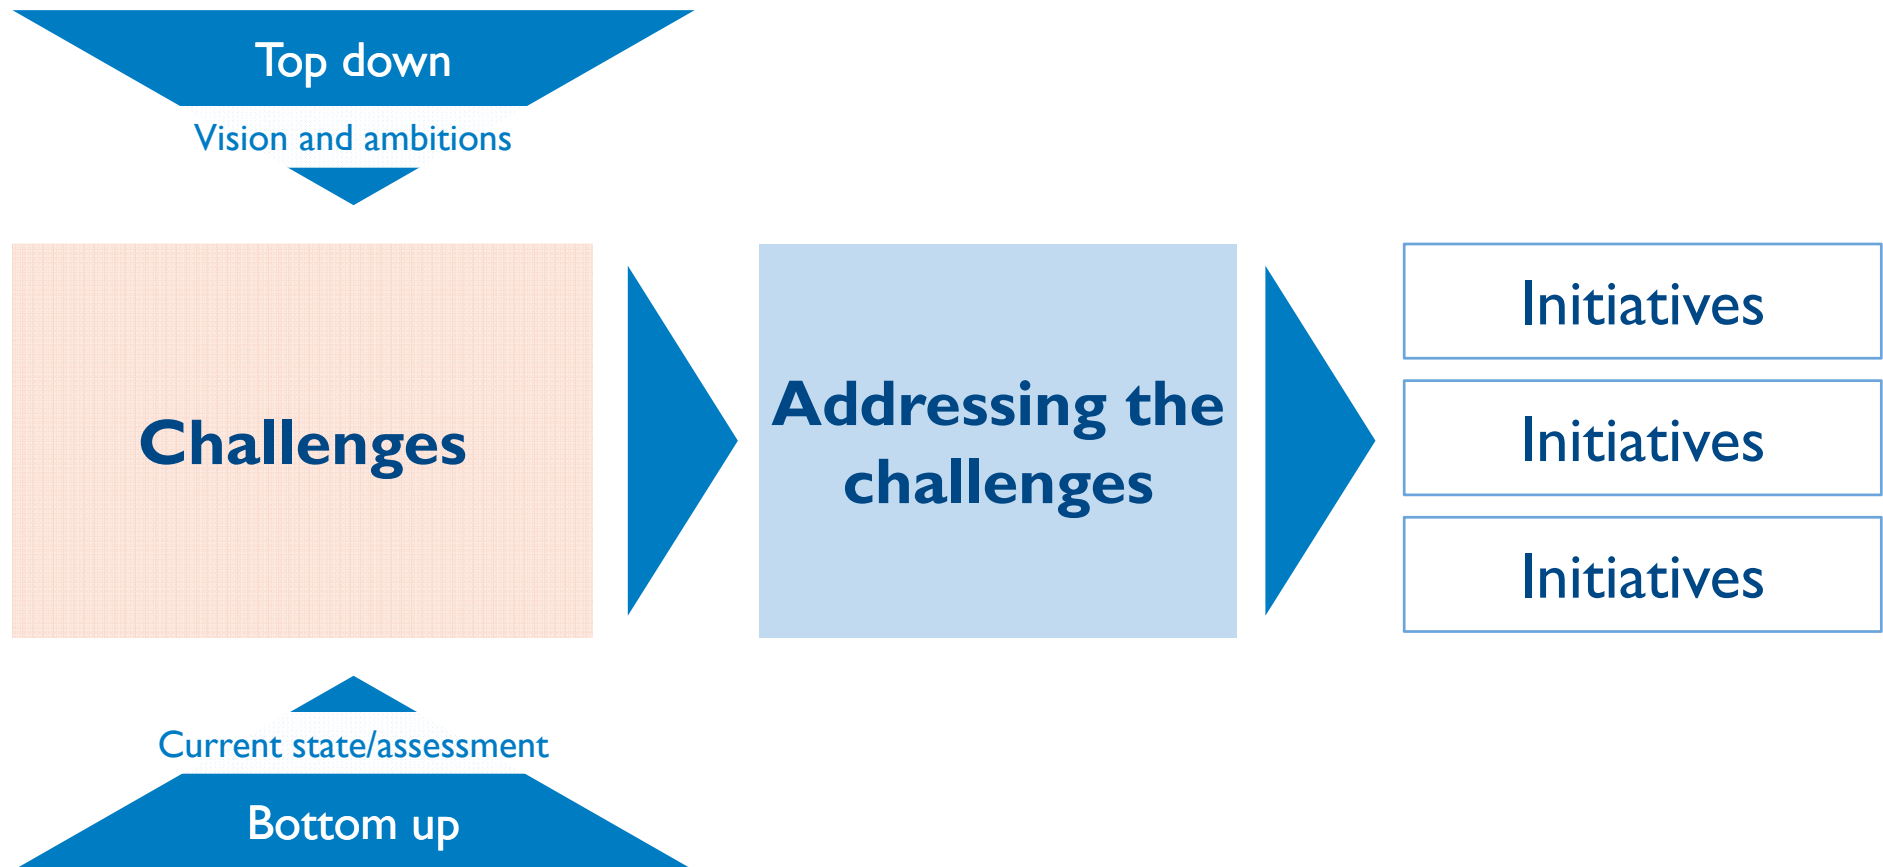 Top down
Vision and ambitions
Challenges
Addressing the
challenges
Initiatives
Initiatives
Initiatives
Current state/assessment
Bottom up